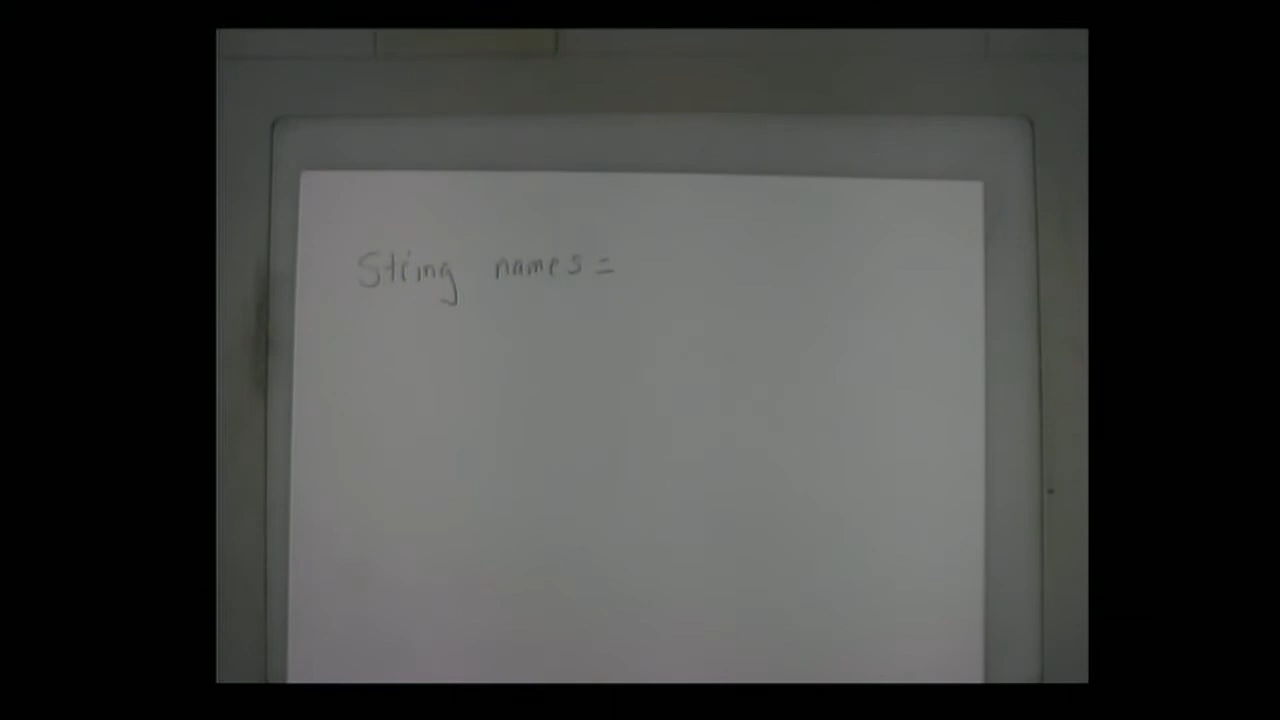 String names =